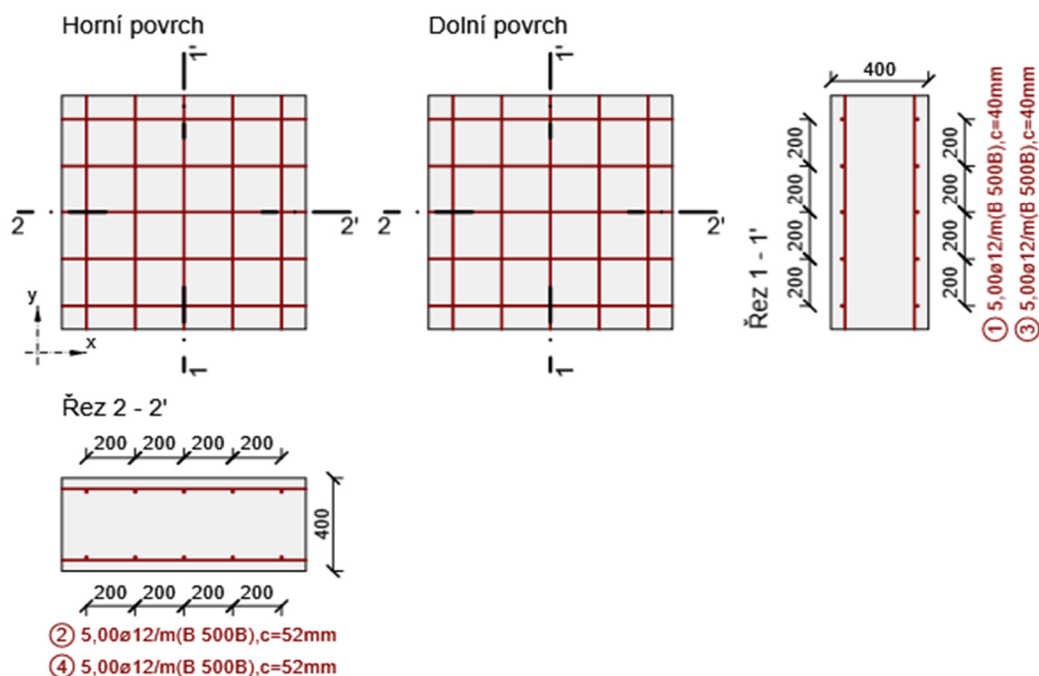 Horní povrch
Dolní povrch
1'
1'
2
2'
2
2'
y
x
1
1
400
200
200
200
200
200
200
200
200
Řez 1 - 1'
① 5,00ø12/m(B 500B),c=40mm
③ 5,00ø12/m(B 500B),c=40mm
Řez 2 - 2'
200 200 200 200
400
200 200 200 200
② 5,00ø12/m(B 500B),c=52mm
④ 5,00ø12/m(B 500B),c=52mm